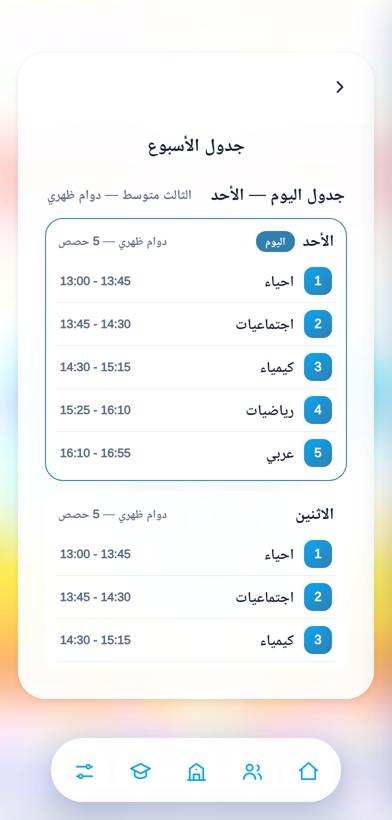 جدول الأسبوع
جدول اليوم — الأحد الثالث متوسط — دوام ظهري
الأحد اليوم دوام ظهري — 5 حصص
1 احياء 13:00 - 13:45
2 اجتماعيات 13:45 - 14:30
3 كيمياء 14:30 - 15:15
4 رياضيات 15:25 - 16:10
5 عربي 16:10 - 16:55
الاثنين دوام ظهري — 5 حصص
1 احياء 13:00 - 13:45
2 اجتماعيات 13:45 - 14:30
3 كيمياء 14:30 - 15:15